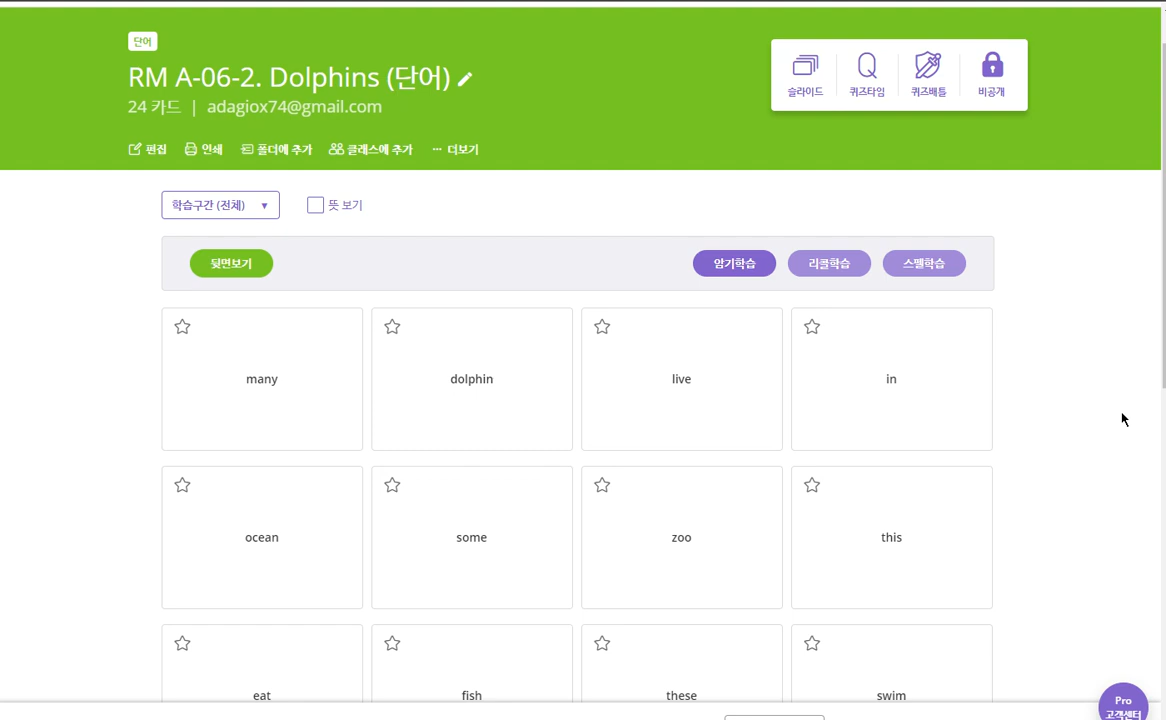 단어
RM A-06-2. Dolphins (단어)
24 카드 | adagiox74@gmail.com
슬라이드
퀴즈타임
퀴즈배틀
비공개
편집
인쇄
폴더에 추가
클래스에 추가
더보기
학습구간 (전체)
뜻 보기
뒷면보기
암기학습
리콜학습
스펠학습
many
dolphin
live
in
ocean
some
zoo
this
eat
fish
these
swim
Pro
고객센터